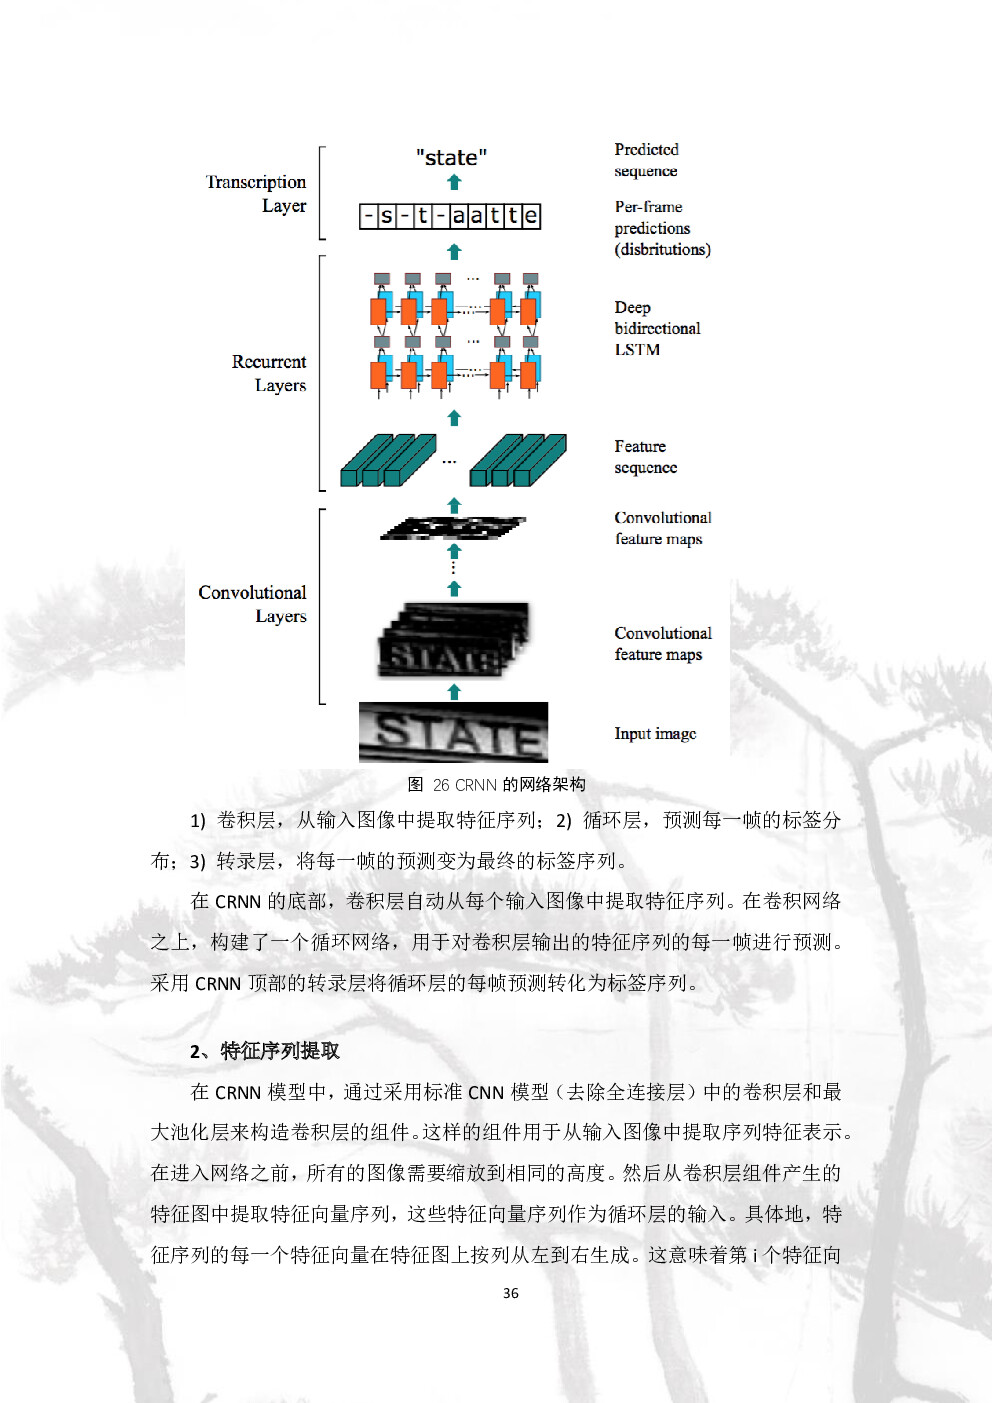 "state"
Predicted
sequence
Transcription
Layer
-s-t-aatte
Per-frame
predictions
(disbritutions)
Recurrent
Layers
Deep
bidirectional
LSTM
...
Feature
sequence
Convolutional
feature maps
Convolutional
Layers
STATE
Convolutional
feature maps
STATE
Input image
图 26 CRNN 的网络架构
1) 卷积层，从输入图像中提取特征序列；2) 循环层，预测每一帧的标签分
布；3) 转录层，将每一帧的预测变为最终的标签序列。
在 CRNN 的底部，卷积层自动从每个输入图像中提取特征序列。在卷积网络
之上，构建了一个循环网络，用于对卷积层输出的特征序列的每一帧进行预测。
采用 CRNN 顶部的转录层将循环层的每帧预测转化为标签序列。
2、特征序列提取
在 CRNN 模型中，通过采用标准 CNN 模型（去除全连接层）中的卷积层和最
大池化层来构造卷积层的组件。这样的组件用于从输入图像中提取序列特征表示。
在进入网络之前，所有的图像需要缩放到相同的高度。然后从卷积层组件产生的
特征图中提取特征向量序列，这些特征向量序列作为循环层的输入。具体地，特
征序列的每一个特征向量在特征图上按列从左到右生成。这意味着第 i 个特征向
36